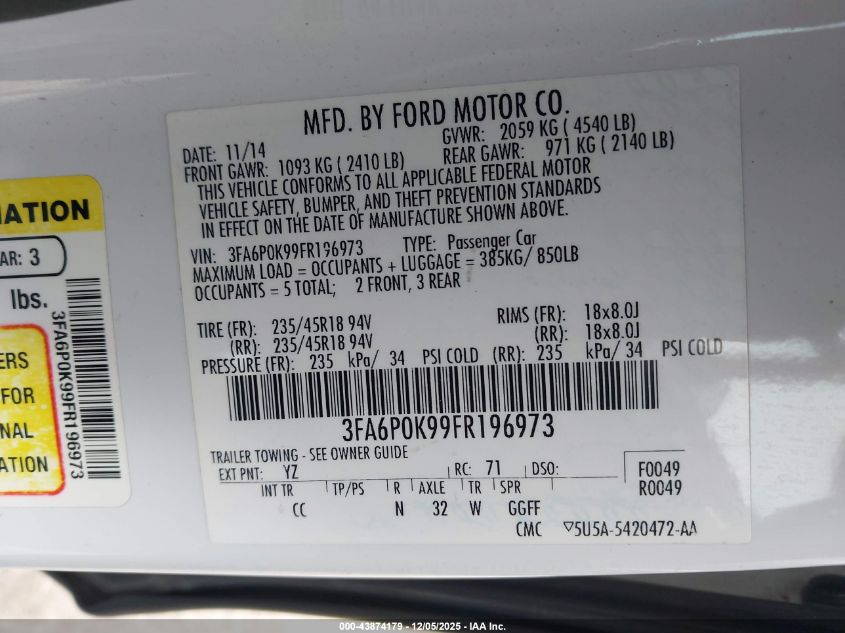 MFD. BY FORD MOTOR CO.
DATE: 11/14 GVWR: 2059 KG ( 4540 LB)
FRONT GAWR: 1093 KG ( 2410 LB) REAR GAWR: 971 KG ( 2140 LB)
THIS VEHICLE CONFORMS TO ALL APPLICABLE FEDERAL MOTOR
VEHICLE SAFETY, BUMPER, AND THEFT PREVENTION STANDARDS
IN EFFECT ON THE DATE OF MANUFACTURE SHOWN ABOVE.
VIN: 3FA6P0K99FR196973 TYPE: Passenger Car
MAXIMUM LOAD = OCCUPANTS + LUGGAGE = 385KG/ 850LB
OCCUPANTS = 5 TOTAL; 2 FRONT, 3 REAR
TIRE (FR): 235/45R18 94V RIMS (FR): 18x8.0J
(RR): 235/45R18 94V (RR): 18x8.0J
PRESSURE (FR): 235 kPa/ 34 PSI COLD (RR): 235 kPa/ 34 PSI COLD
3FA6P0K99FR196973
TRAILER TOWING - SEE OWNER GUIDE
EXT PNT: YZ RC: 71 DSO: F0049
INT TR TP/PS R AXLE TR SPR R0049
CC N 32 W GGFF
CMC ▽5U5A-5420472-AA
MATION
AR: 3
lbs.
ERS
FOR
NAL
ATION
3FA6P0K99FR196973
000-43874179 - 12/05/2025 - IAA Inc.